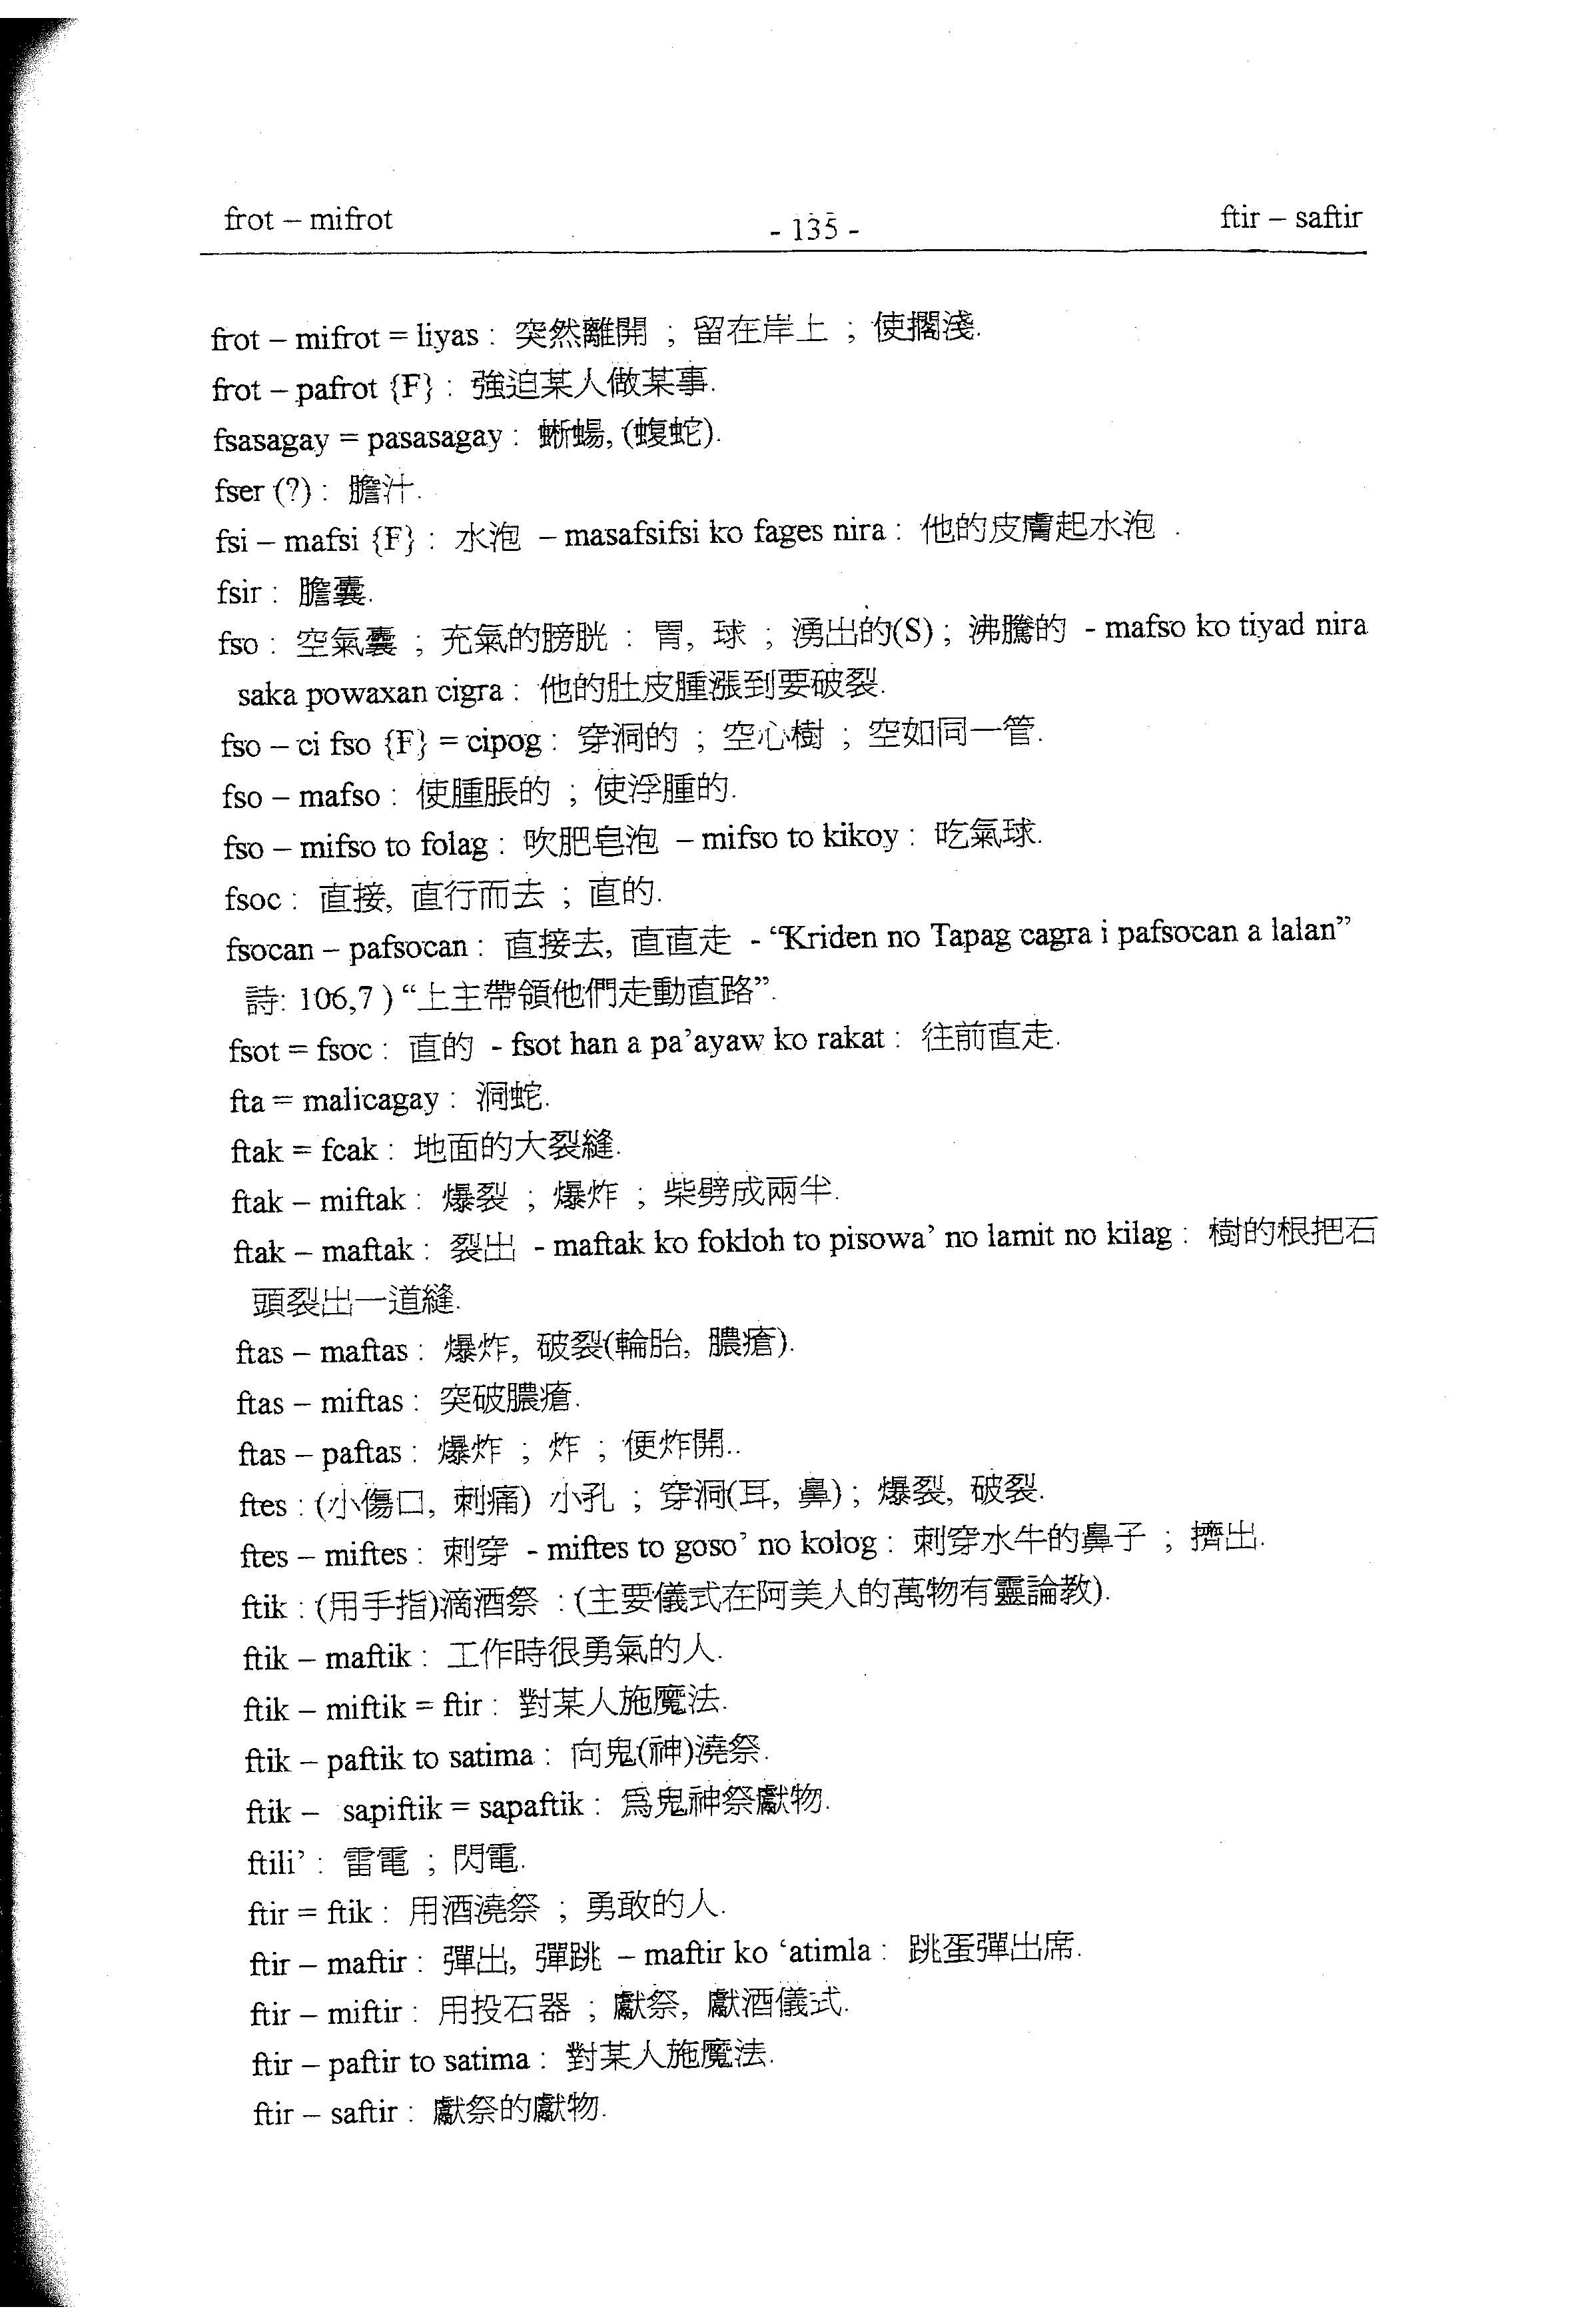 frot – mifrot
- 135 -
ftir – saftir
frot – mifrot = liyas : 突然離開 ; 留在岸上 ; 使擱淺.
frot – pafrot {F} : 強迫某人做某事.
fsasagay = pasasagay : 蜥蝪, (蝮蛇).
fser (?) : 膽汁.
fsi – mafsi {F} : 水泡 – masafsifsi ko fages nira : 他的皮膚起水泡 .
fsir : 膽囊.
fso : 空氣囊 ; 充氣的膀胱 : 胃, 球 ; 湧出的(S) ; 沸騰的 - mafso ko tiyad nira
saka powaxan cigra : 他的肚皮腫漲到要破裂.
fso – ci fso {F} = cipog : 穿洞的 ; 空心樹 ; 空如同一管.
fso – mafso : 使腫脹的 ; 使浮腫的.
fso – mifso to folag : 吹肥皂泡 – mifso to kikoy : 吃氣球.
fsoc : 直接, 直行而去 ; 直的.
fsocan – pafsocan : 直接去, 直直走 - “Kriden no Tapag cagra i pafsocan a lalan”
詩: 106,7 ) “上主帶領他們走動直路”.
fsot = fsoc : 直的 - fsot han a pa’ayaw ko rakat : 往前直走.
fta = malicagay : 洞蛇.
ftak = fcak : 地面的大裂縫.
ftak – miftak : 爆裂 ; 爆炸 ; 柴劈成兩半.
ftak – maftak : 裂出 - maftak ko fokloh to pisowa’ no lamit no kilag : 樹的根把石
頭裂出一道縫.
ftas – maftas : 爆炸, 破裂(輪胎, 膿瘡).
ftas – miftas : 突破膿瘡.
ftas – paftas : 爆炸 ; 炸 ; 便炸開..
ftes : (小傷口, 刺痛) 小孔 ; 穿洞(耳, 鼻) ; 爆裂, 破裂.
ftes – miftes : 刺穿 - miftes to goso’ no kolog : 刺穿水牛的鼻子 ; 擠出.
ftik : (用手指)滴酒祭 : (主要儀式在阿美人的萬物有靈論教).
ftik – maftik : 工作時很勇氣的人.
ftik – miftik = ftir : 對某人施魔法.
ftik – paftik to satima : 向鬼(神)澆祭.
ftik – sapiftik = sapaftik : 爲鬼神祭獻物.
ftili’ : 雷電 ; 閃電.
ftir = ftik : 用酒澆祭 ; 勇敢的人.
ftir – maftir : 彈出, 彈跳 – maftir ko ‘atimla : 跳蛋彈出席.
ftir – miftir : 用投石器 ; 獻祭, 獻酒儀式.
ftir – paftir to satima : 對某人施魔法.
ftir – saftir : 獻祭的獻物.